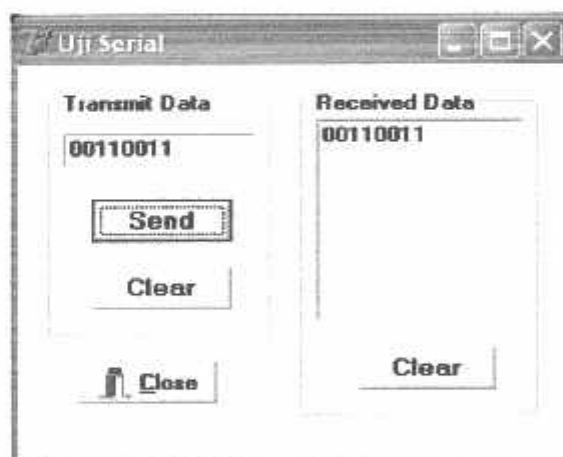 Uji Serial
Transmit Data
00110011
Send
Clear
Close
Received Data
00110011
Clear